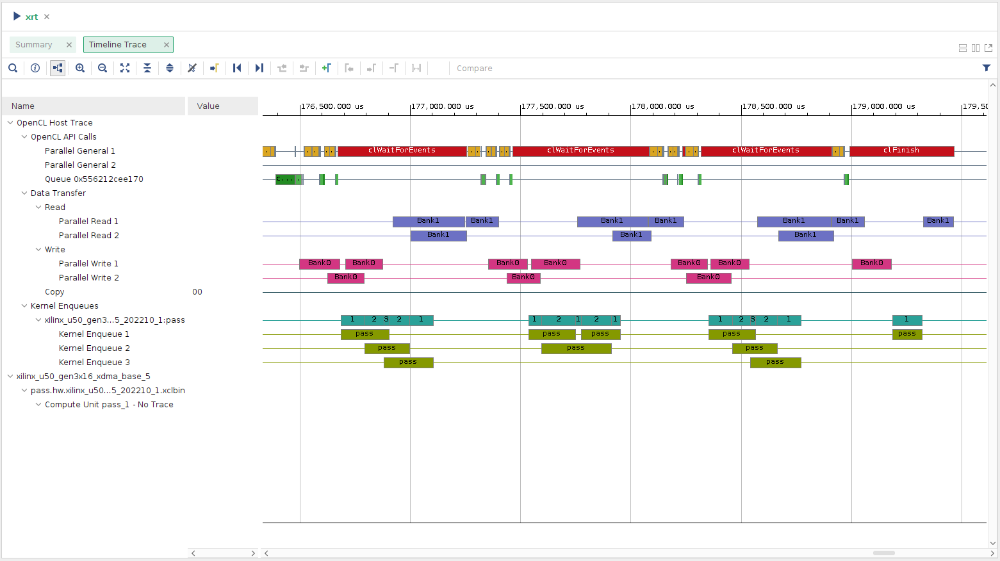 xrt
Summary
Timeline Trace
Compare
Name Value 176,500.000 us 177,000.000 us 177,500.000 us 178,000.000 us 178,500.000 us 179,000.000 us 179,50
OpenCL Host Trace
OpenCL API Calls
Parallel General 1 clWaitForEvents clWaitForEvents clWaitForEvents clFinish
Parallel General 2
Queue 0x556212cee170 c...
Data Transfer
Read
Parallel Read 1 Bank1 Bank1 Bank1 Bank1 Bank1 Bank1 Bank1
Parallel Read 2 Bank1 Bank1 Bank1
Write
Parallel Write 1 Bank0 Bank0 Bank0 Bank0 Bank0 Bank0 Bank0
Parallel Write 2 Bank0 Bank0 Bank0
Copy 00
Kernel Enqueues
xilinx_u50_gen3...5_202210_1:pass 1 2 3 2 1 1 2 1 2 1 1 2 3 2 1 1
Kernel Enqueue 1 pass pass pass pass pass
Kernel Enqueue 2 pass pass pass
Kernel Enqueue 3 pass pass
xilinx_u50_gen3x16_xdma_base_5
pass.hw.xilinx_u50...5_202210_1.xclbin
Compute Unit pass_1 - No Trace